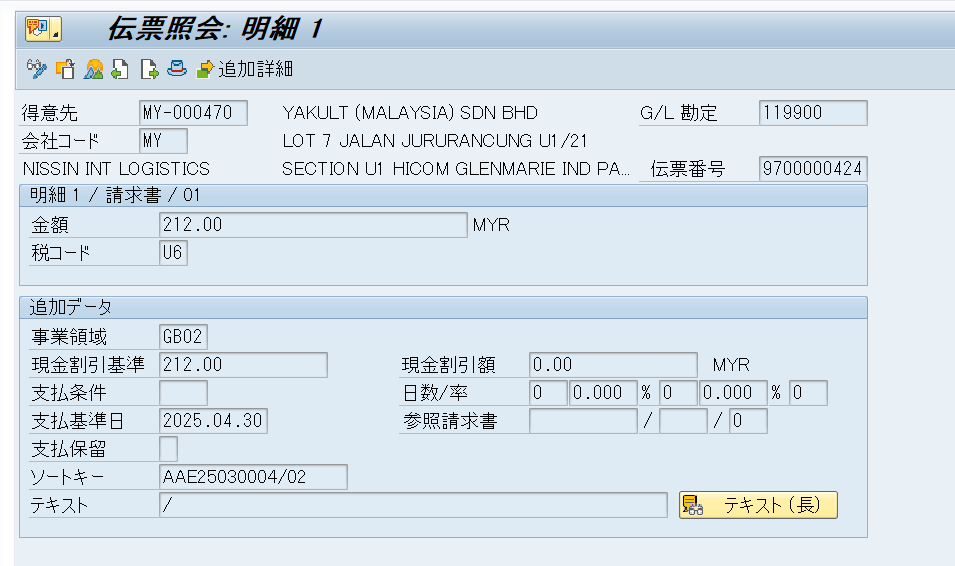 伝票照会: 明細 1
追加詳細
得意先 MY-000470 YAKULT (MALAYSIA) SDN BHD G/L 勘定 119900
会社コード MY LOT 7 JALAN JURURANCUNG U1/21
NISSIN INT LOGISTICS SECTION U1 HICOM GLENMARIE IND PA... 伝票番号 9700000424
明細 1 / 請求書 / 01
金額 212.00 MYR
税コード U6
追加データ
事業領域 GB02
現金割引基準 212.00 現金割引額 0.00 MYR
支払条件 日数/率 0 0.000 % 0 0.000 % 0
支払基準日 2025.04.30 参照請求書 / / 0
支払保留
ソートキー AAE25030004/02
テキスト / テキスト（長）